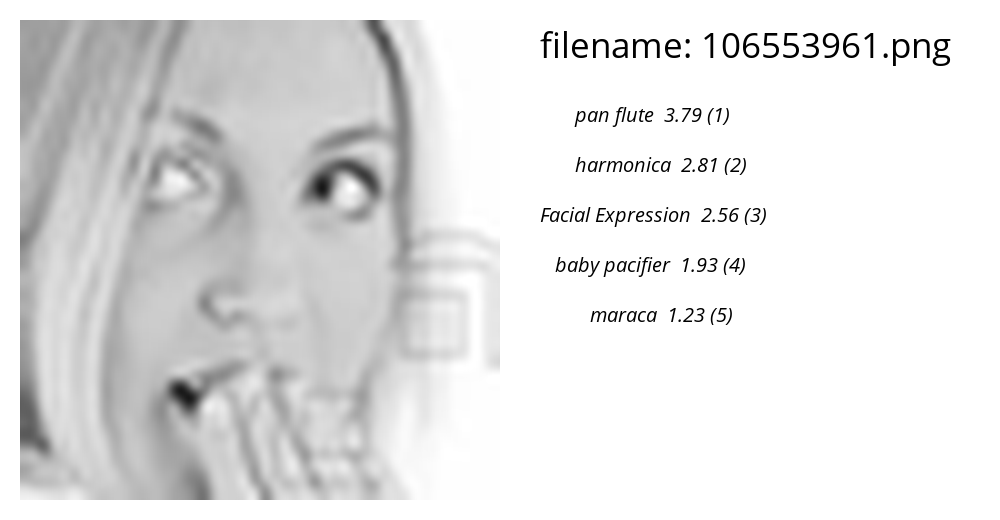 filename: 106553961.png
pan flute 3.79 (1)
harmonica 2.81 (2)
Facial Expression 2.56 (3)
baby pacifier 1.93 (4)
maraca 1.23 (5)